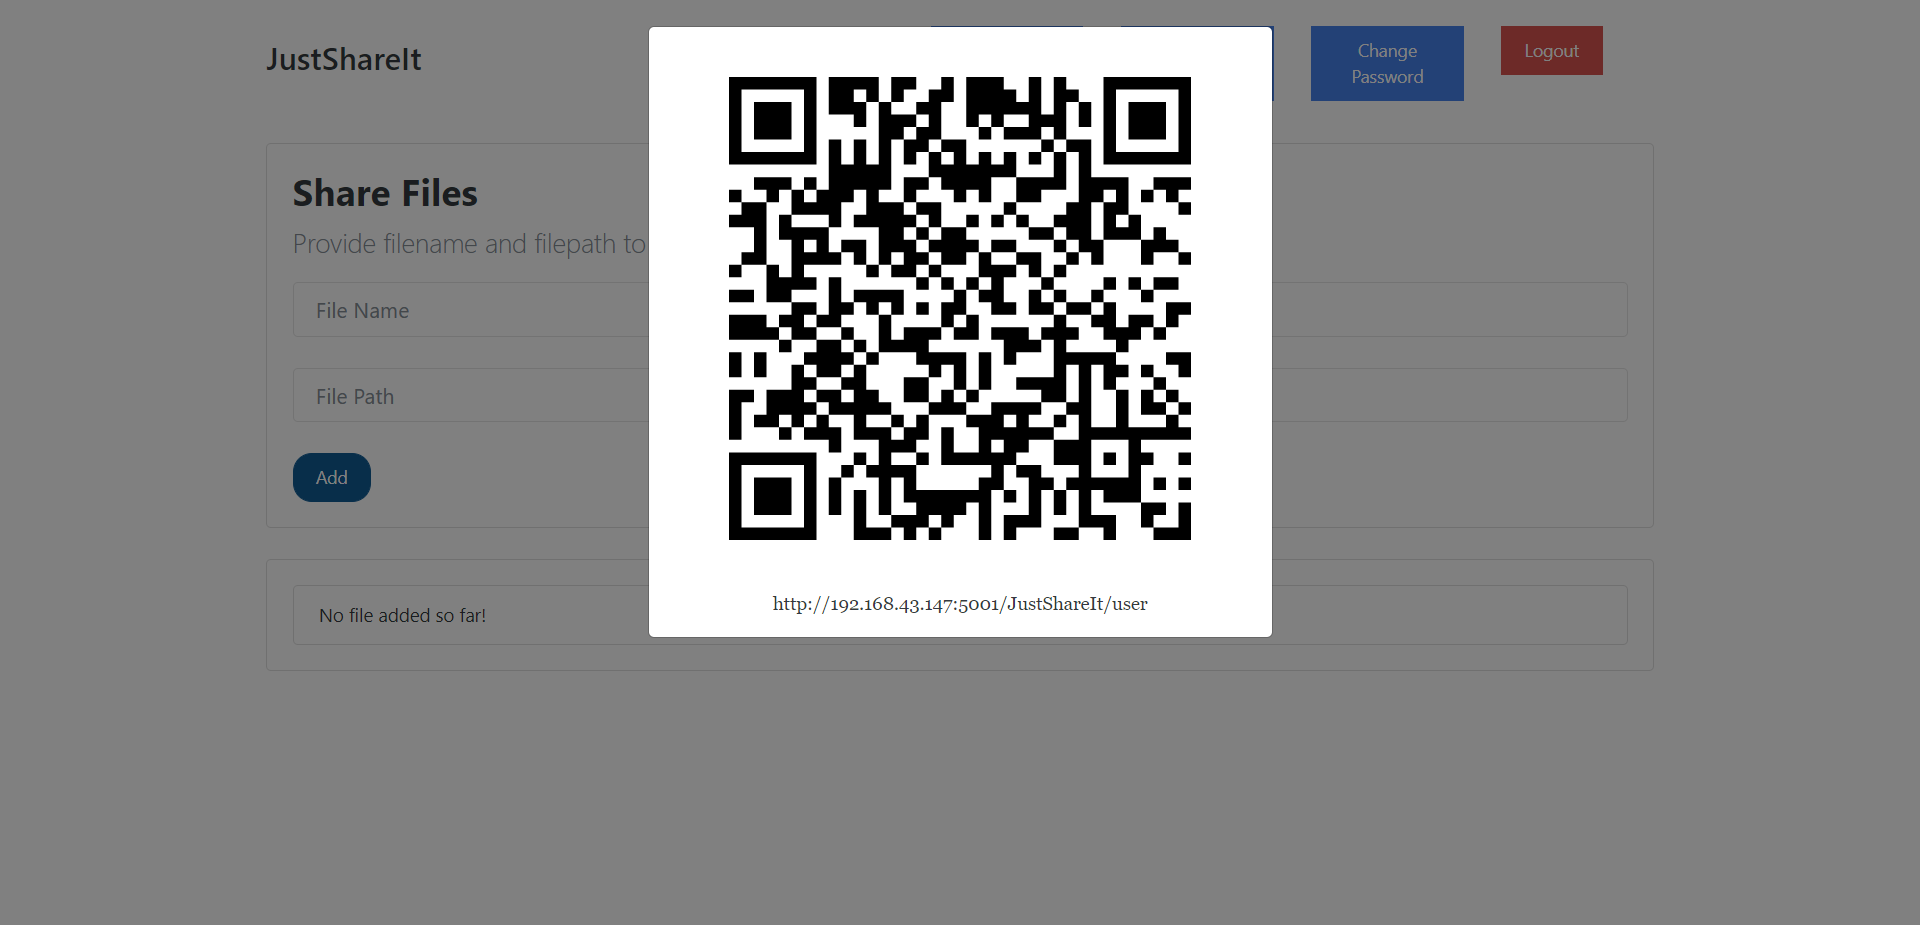 JustShareIt
Change
Password
Logout
Share Files
Provide filename and filepath to
File Name
File Path
Add
No file added so far!
http://192.168.43.147:5001/JustShareIt/user